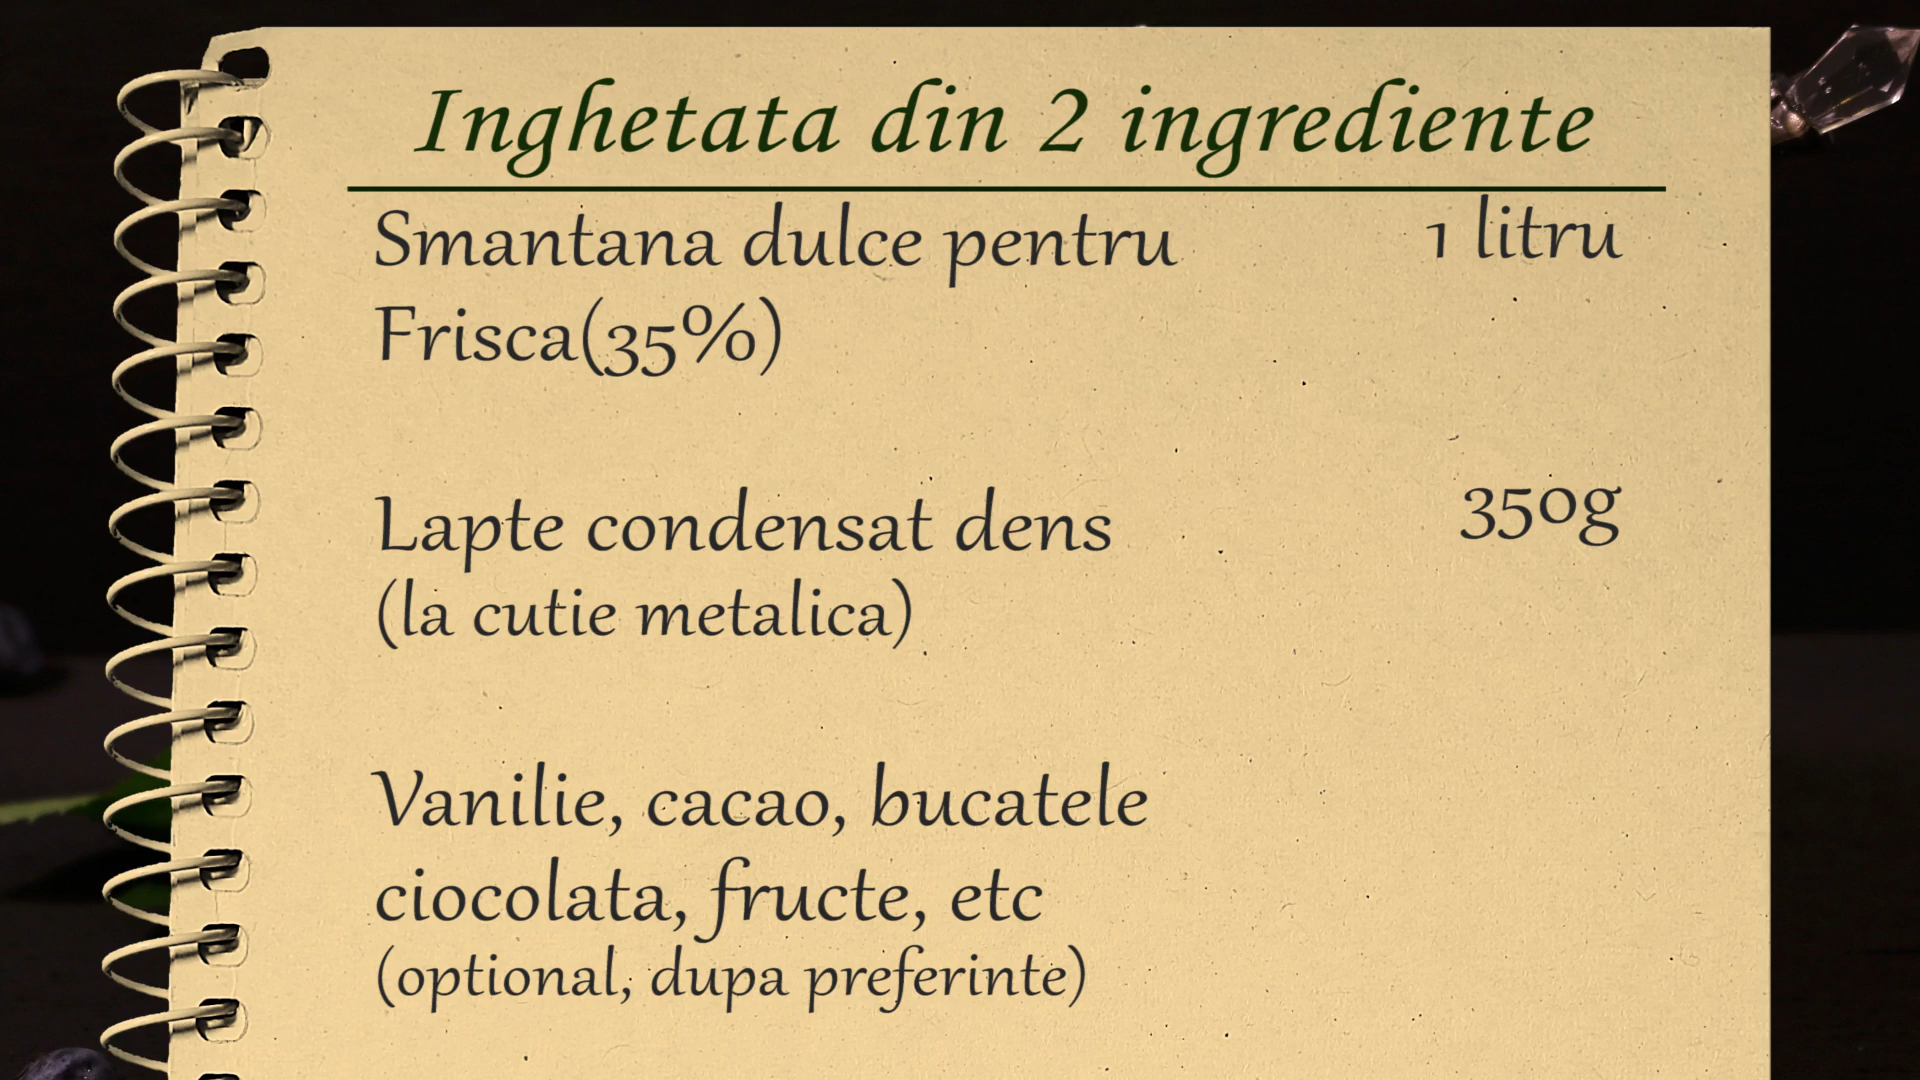 Inghetata din 2 ingrediente
Smantana dulce pentru 1 litru
Frisca(35%)
Lapte condensat dens 350g
(la cutie metalica)
Vanilie, cacao, bucatele
ciocolata, fructe, etc
(optional, dupa preferinte)